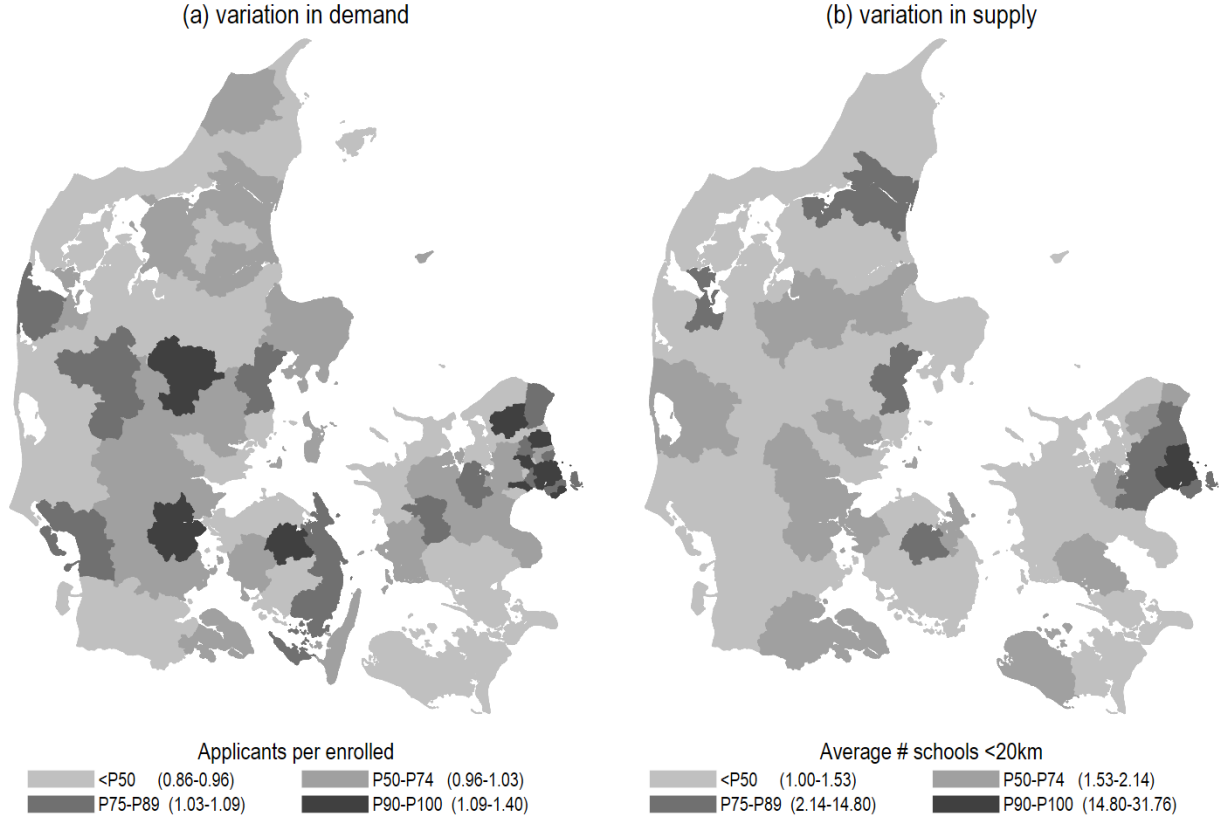 (a) variation in demand
(b) variation in supply
Applicants per enrolled
<P50 (0.86-0.96)
P50-P74 (0.96-1.03)
P75-P89 (1.03-1.09)
P90-P100 (1.09-1.40)
Average # schools <20km
<P50 (1.00-1.53)
P50-P74 (1.53-2.14)
P75-P89 (2.14-14.80)
P90-P100 (14.80-31.76)